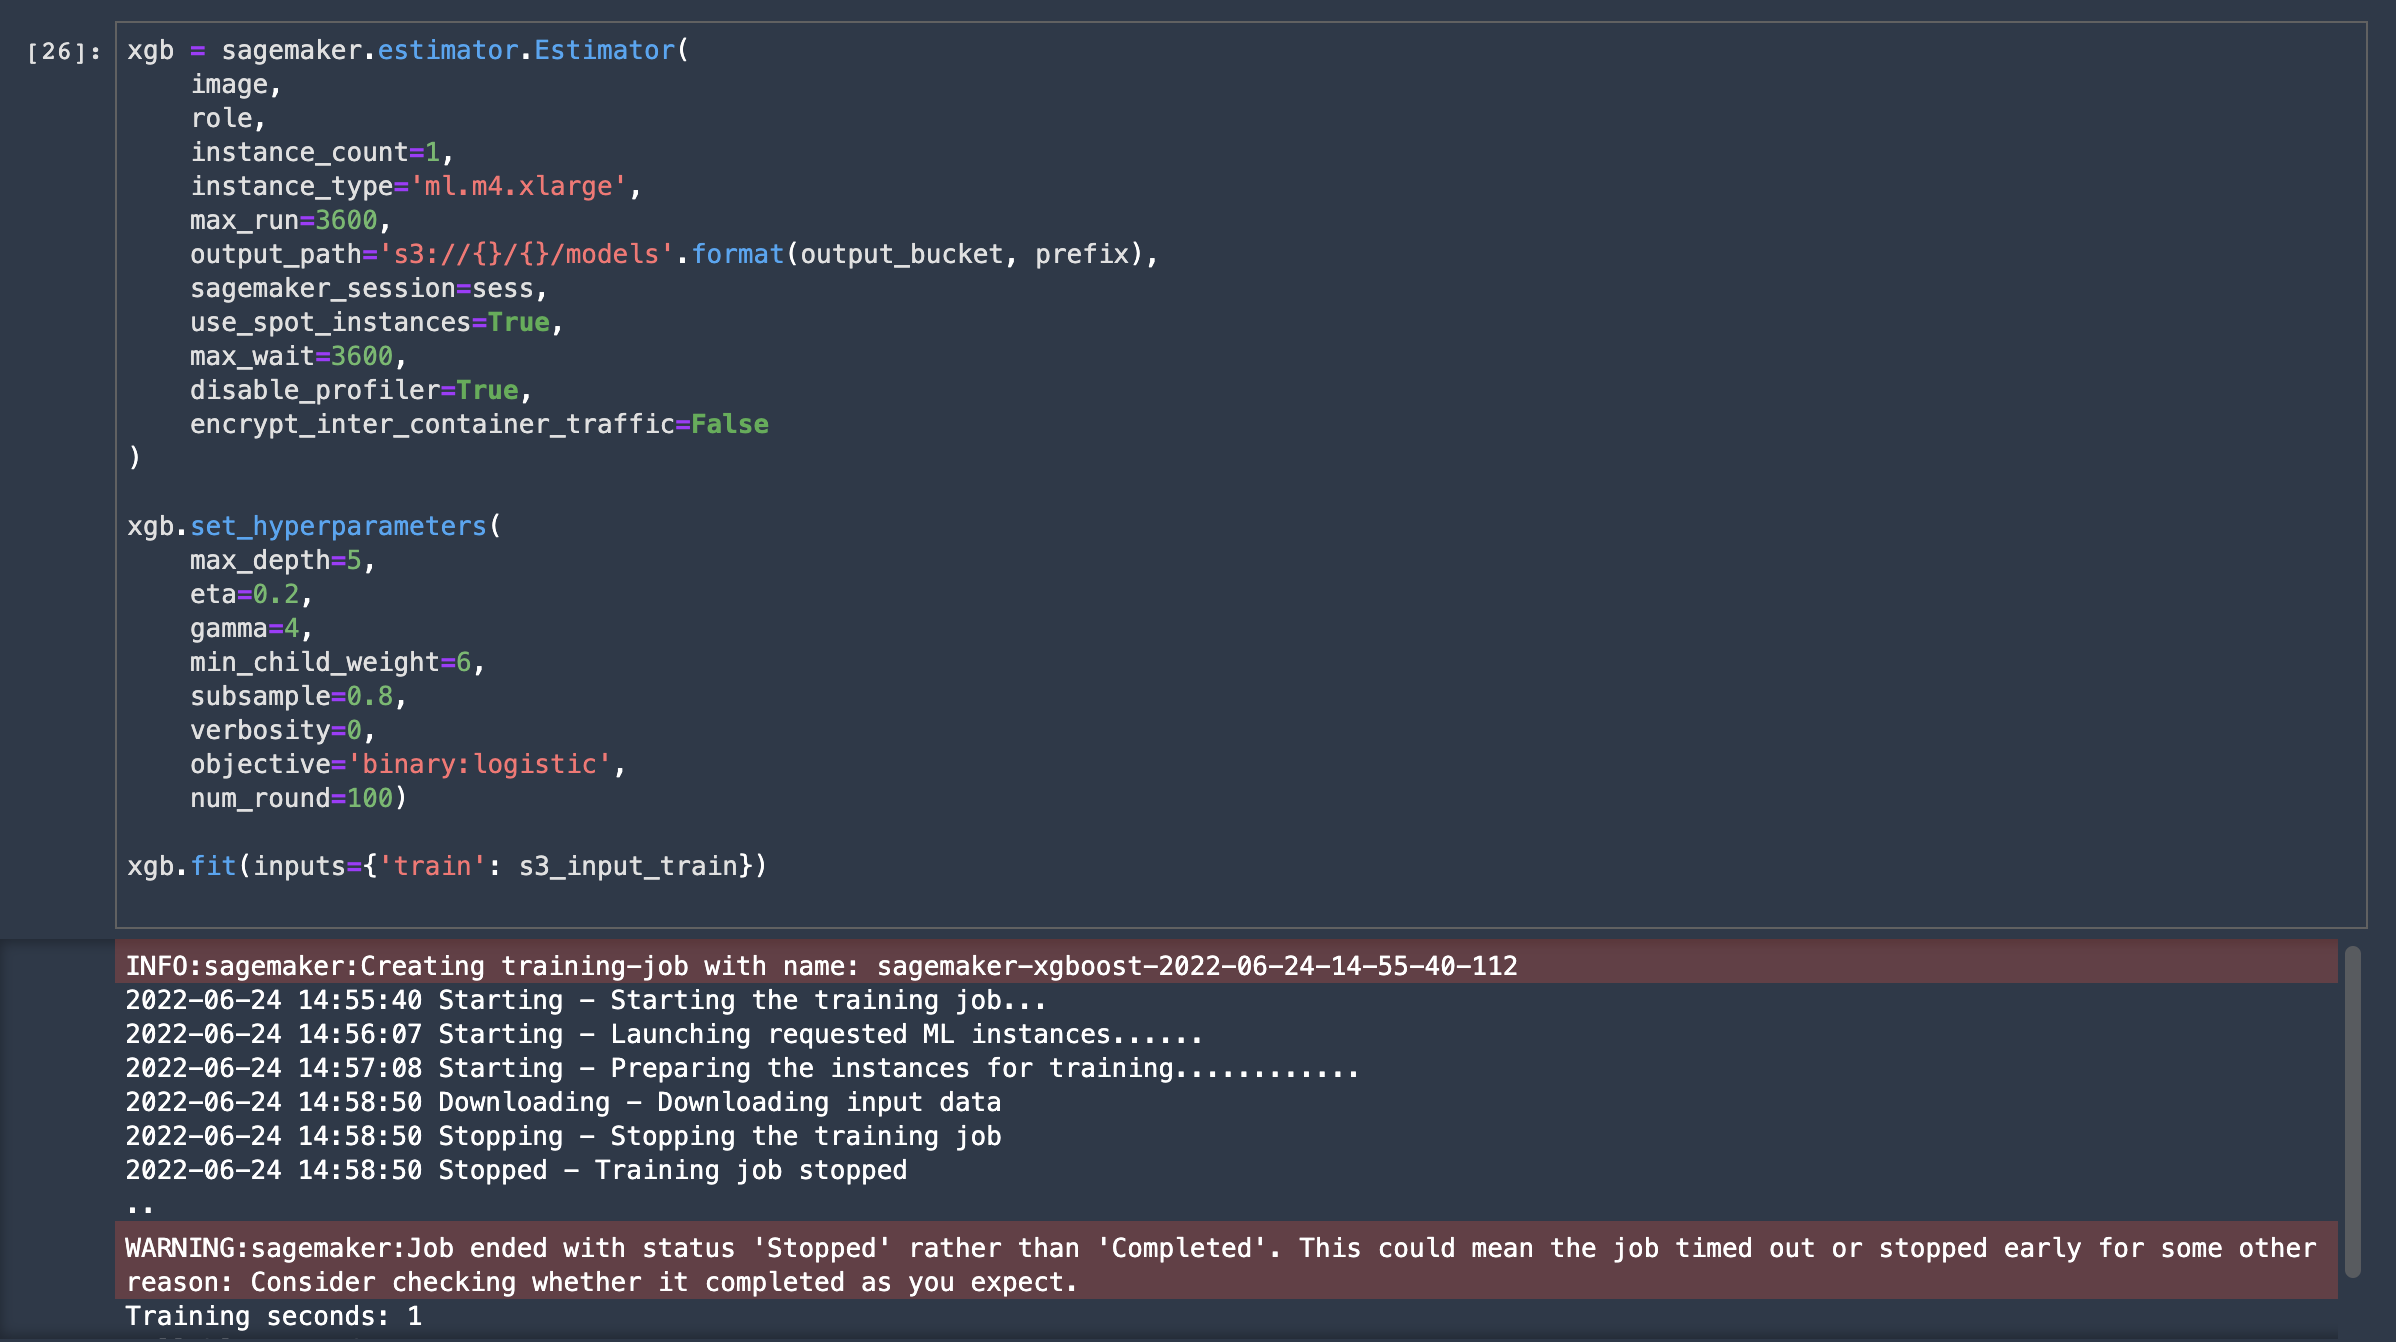 [26]: xgb = sagemaker.estimator.Estimator(
    image,
    role,
    instance_count=1,
    instance_type='ml.m4.xlarge',
    max_run=3600,
    output_path='s3://{}/{}/models'.format(output_bucket, prefix),
    sagemaker_session=sess,
    use_spot_instances=True,
    max_wait=3600,
    disable_profiler=True,
    encrypt_inter_container_traffic=False
)
xgb.set_hyperparameters(
    max_depth=5,
    eta=0.2,
    gamma=4,
    min_child_weight=6,
    subsample=0.8,
    verbosity=0,
    objective='binary:logistic',
    num_round=100)
xgb.fit(inputs={'train': s3_input_train})
INFO:sagemaker:Creating training-job with name: sagemaker-xgboost-2022-06-24-14-55-40-112
2022-06-24 14:55:40 Starting - Starting the training job...
2022-06-24 14:56:07 Starting - Launching requested ML instances......
2022-06-24 14:57:08 Starting - Preparing the instances for training............
2022-06-24 14:58:50 Downloading - Downloading input data
2022-06-24 14:58:50 Stopping - Stopping the training job
2022-06-24 14:58:50 Stopped - Training job stopped
..
WARNING:sagemaker:Job ended with status 'Stopped' rather than 'Completed'. This could mean the job timed out or stopped early for some other
reason: Consider checking whether it completed as you expect.
Training seconds: 1